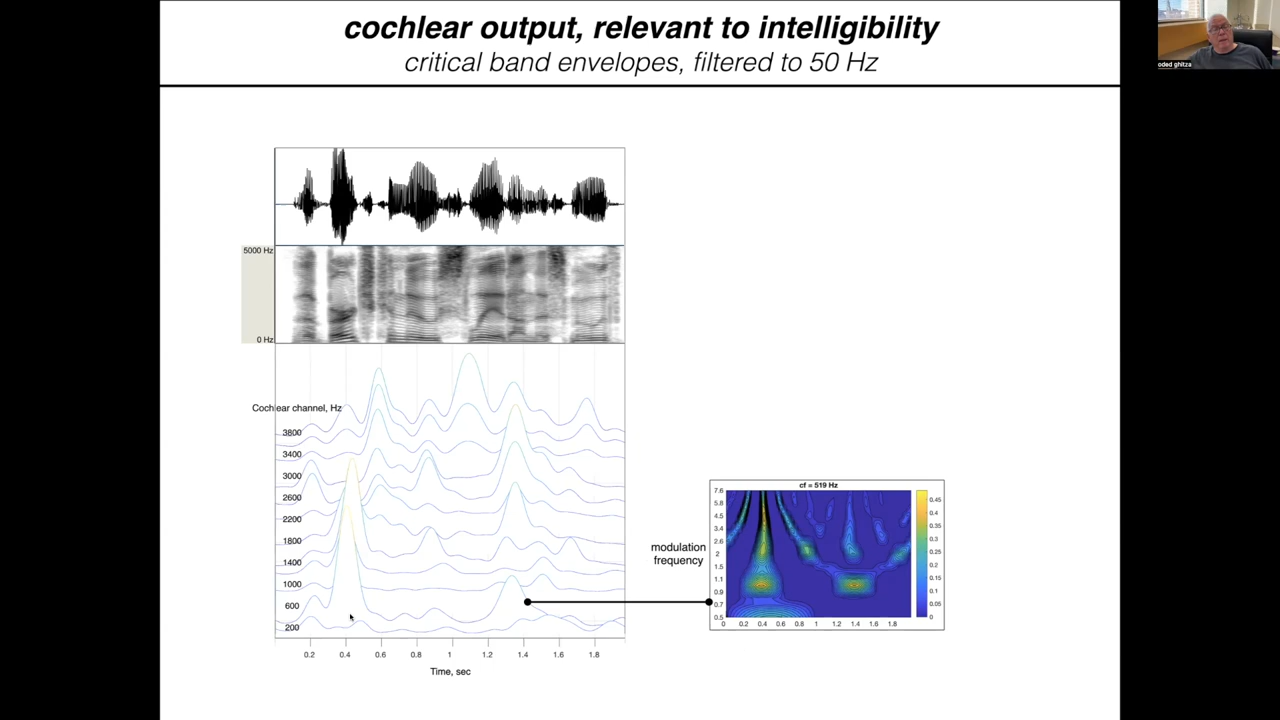 cochlear output, relevant to intelligibility
critical band envelopes, filtered to 50 Hz
oded ghitza
5000 Hz
0 Hz
Cochlear channel, Hz
3800
3400
3000
2600
2200
1800
1400
1000
600
200
0.2 0.4 0.6 0.8 1 1.2 1.4 1.6 1.8
Time, sec
modulation
frequency
cf = 519 Hz
7.6
5.8
4.5
3.4
2.6
2
1.5
1.1
0.9
0.7
0.5
0 0.2 0.4 0.6 0.8 1 1.2 1.4 1.6 1.8
0.45
0.4
0.35
0.3
0.25
0.2
0.15
0.1
0.05
0